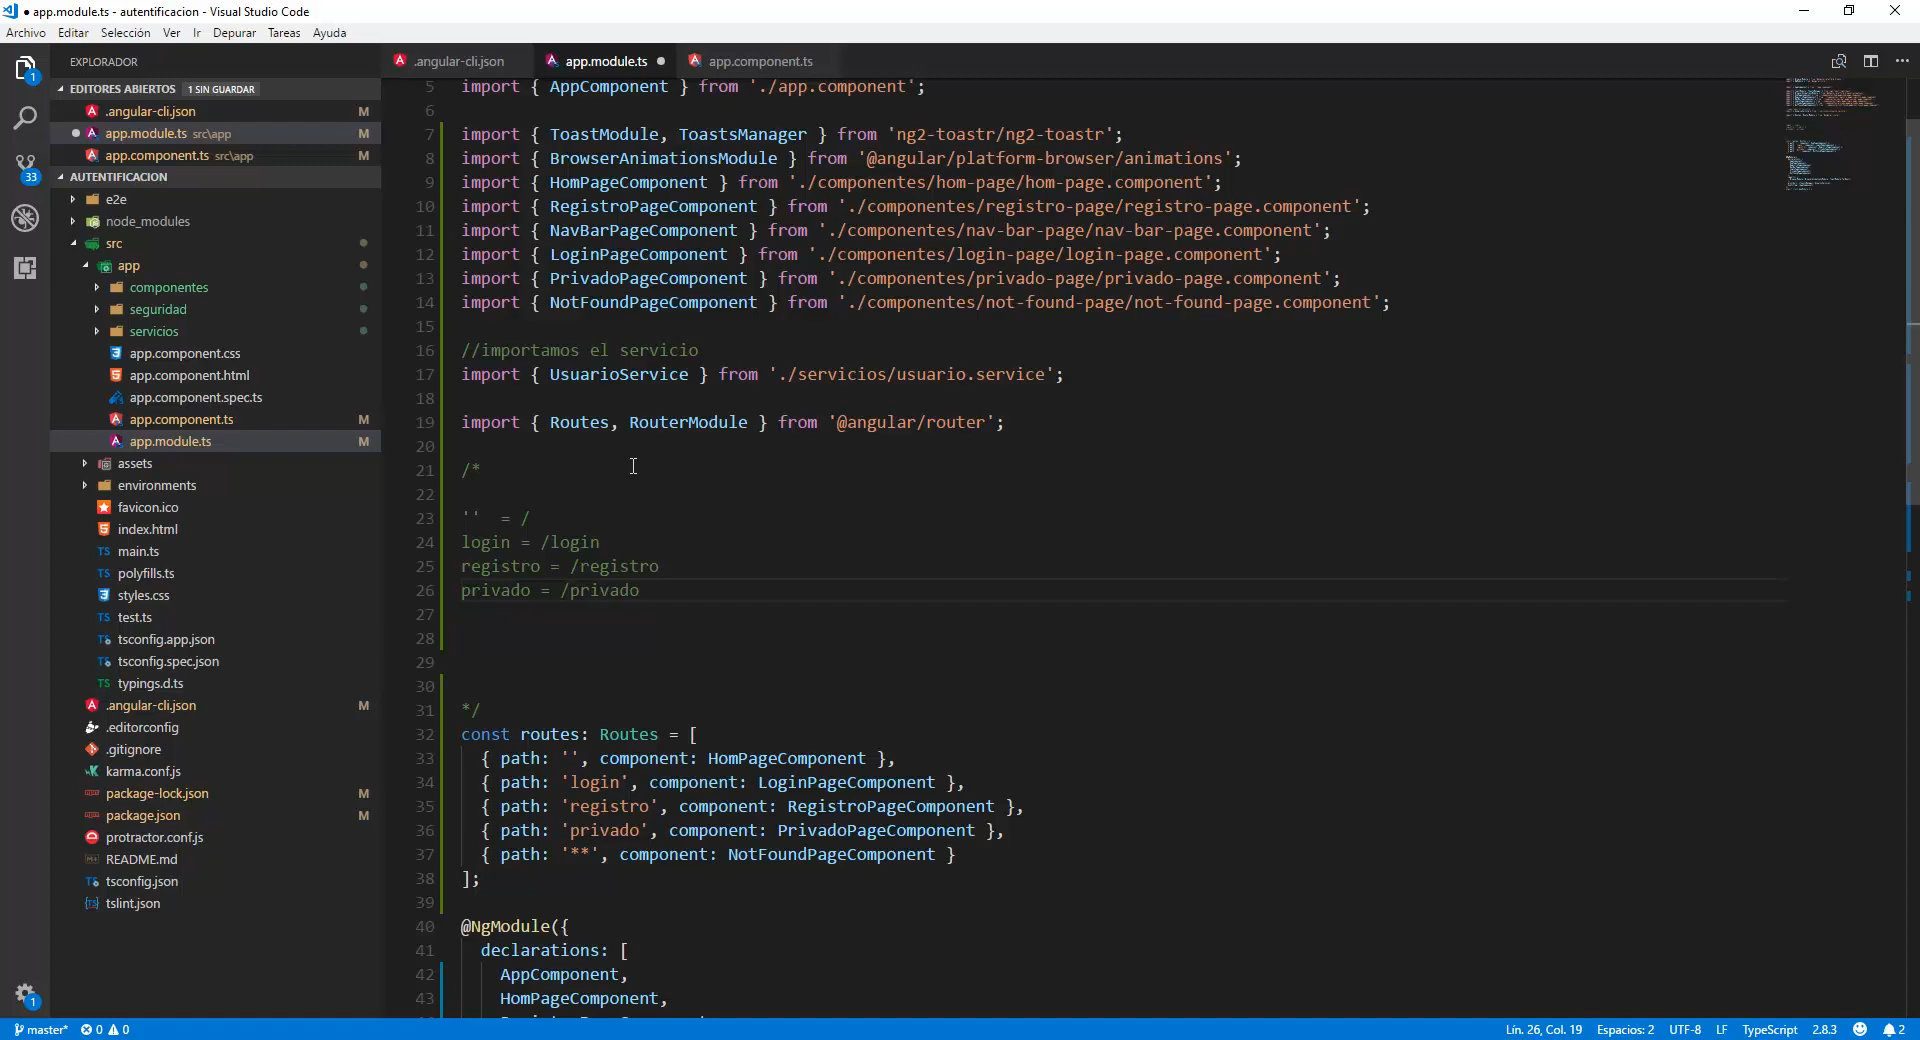 ● app.module.ts - autentificacion - Visual Studio Code
Archivo Editar Selección Ver Ir Depurar Tareas Ayuda
EXPLORADOR
EDITORES ABIERTOS 1 SIN GUARDAR
.angular-cli.json M
● app.module.ts src\app M
app.component.ts src\app M
AUTENTIFICACION
e2e
node_modules
src
app
componentes
seguridad
servicios
app.component.css
app.component.html
app.component.spec.ts
app.component.ts M
app.module.ts M
assets
environments
favicon.ico
index.html
main.ts
polyfills.ts
styles.css
test.ts
tsconfig.app.json
tsconfig.spec.json
typings.d.ts
.angular-cli.json M
.editorconfig
.gitignore
karma.conf.js
package-lock.json M
package.json M
protractor.conf.js
README.md
tsconfig.json
tslint.json
1
33
1
.angular-cli.json app.module.ts ● app.component.ts
5 import { AppComponent } from './app.component';
6
7 import { ToastModule, ToastsManager } from 'ng2-toastr/ng2-toastr';
8 import { BrowserAnimationsModule } from '@angular/platform-browser/animations';
9 import { HomPageComponent } from './componentes/hom-page/hom-page.component';
10 import { RegistroPageComponent } from './componentes/registro-page/registro-page.component';
11 import { NavBarPageComponent } from './componentes/nav-bar-page/nav-bar-page.component';
12 import { LoginPageComponent } from './componentes/login-page/login-page.component';
13 import { PrivadoPageComponent } from './componentes/privado-page/privado-page.component';
14 import { NotFoundPageComponent } from './componentes/not-found-page/not-found-page.component';
15
16 //importamos el servicio
17 import { UsuarioService } from './servicios/usuario.service';
18
19 import { Routes, RouterModule } from '@angular/router';
20
21 /*
22
23 '' = /
24 login = /login
25 registro = /registro
26 privado = /privado
27
28
29
30
31 */
32 const routes: Routes = [
33 { path: '', component: HomPageComponent },
34 { path: 'login', component: LoginPageComponent },
35 { path: 'registro', component: RegistroPageComponent },
36 { path: 'privado', component: PrivadoPageComponent },
37 { path: '**', component: NotFoundPageComponent }
38 ];
39
40 @NgModule({
41 declarations: [
42 AppComponent,
43 HomPageComponent,
master* 0 0 Lín. 26, Col. 19 Espacios: 2 UTF-8 LF TypeScript 2.8.3 2